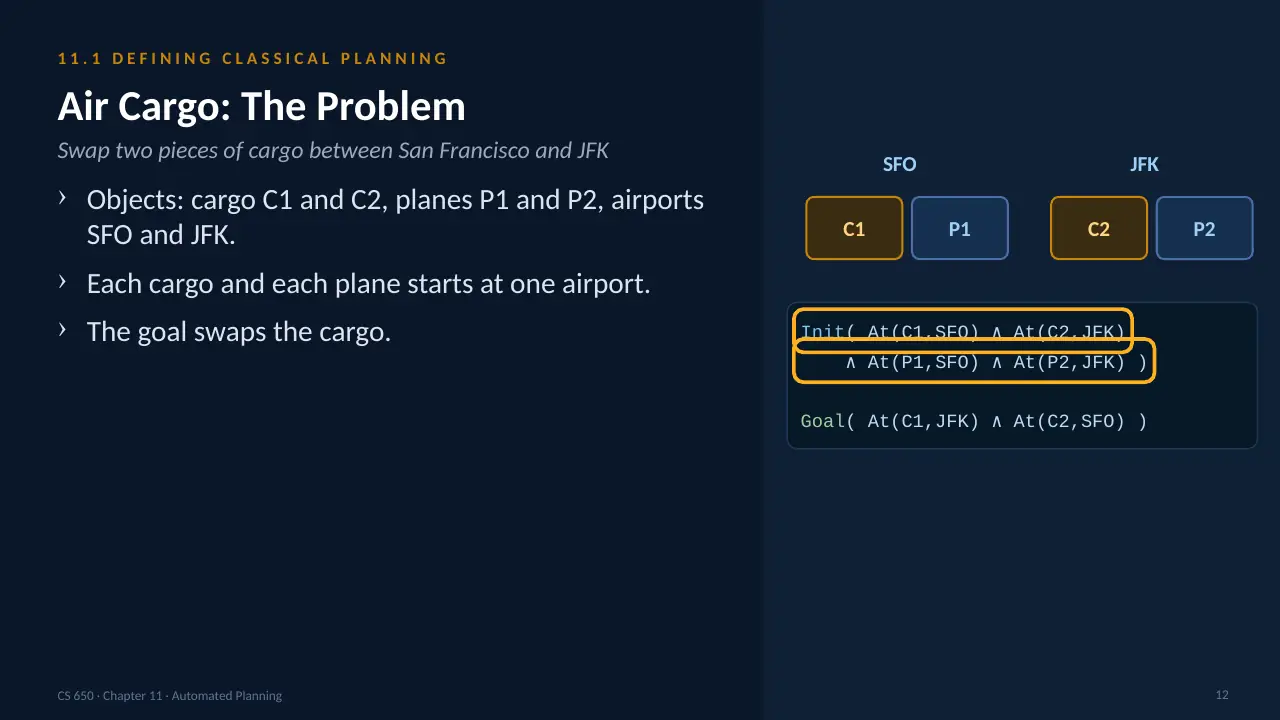 11.1 DEFINING CLASSICAL PLANNING
Air Cargo: The Problem
Swap two pieces of cargo between San Francisco and JFK
› Objects: cargo C1 and C2, planes P1 and P2, airports
SFO and JFK.
› Each cargo and each plane starts at one airport.
› The goal swaps the cargo.
SFO JFK
C1 P1 C2 P2
Init( At(C1,SFO) ∧ At(C2,JFK)
∧ At(P1,SFO) ∧ At(P2,JFK) )
Goal( At(C1,JFK) ∧ At(C2,SFO) )
CS 650 · Chapter 11 · Automated Planning
12